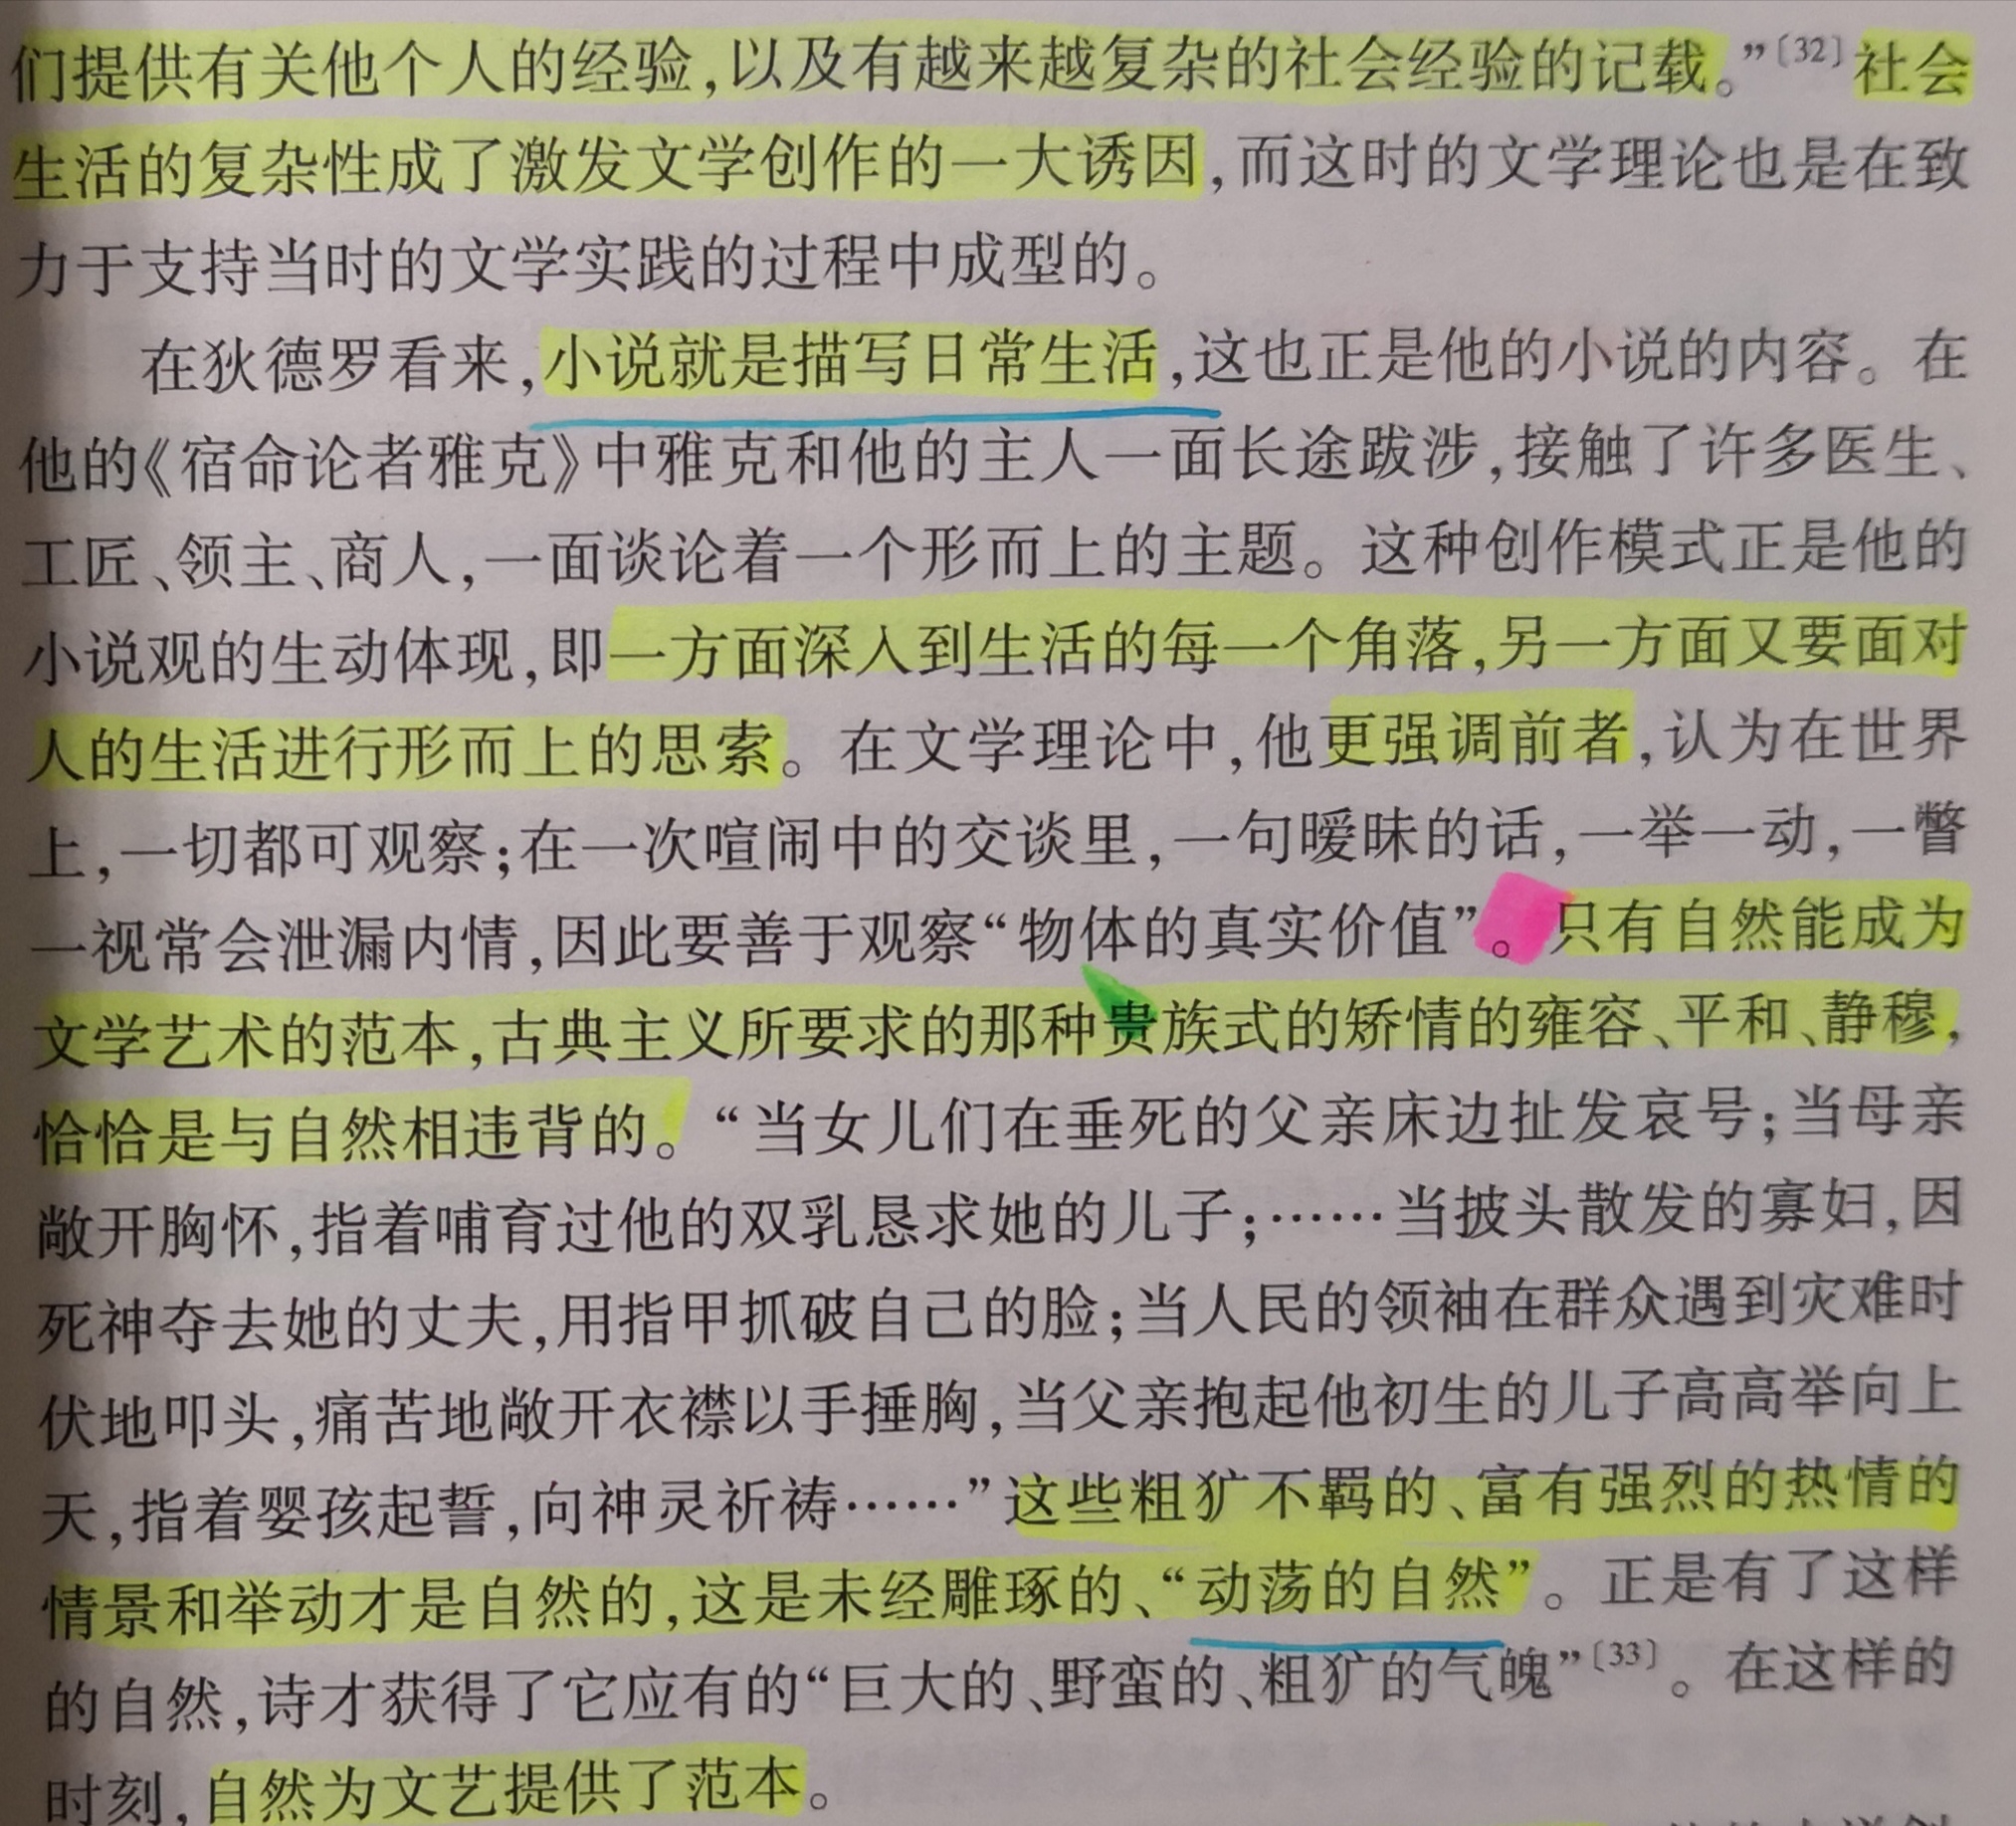 们提供有关他个人的经验,以及有越来越复杂的社会经验的记载。”〔32〕社会
生活的复杂性成了激发文学创作的一大诱因,而这时的文学理论也是在致
力于支持当时的文学实践的过程中成型的。
在狄德罗看来,小说就是描写日常生活,这也正是他的小说的内容。在
他的《宿命论者雅克》中雅克和他的主人一面长途跋涉,接触了许多医生、
工匠、领主、商人,一面谈论着一个形而上的主题。这种创作模式正是他的
小说观的生动体现,即一方面深入到生活的每一个角落,另一方面又要面对
人的生活进行形而上的思索。在文学理论中,他更强调前者,认为在世界
上,一切都可观察;在一次喧闹中的交谈里,一句暧昧的话,一举一动,一瞥
一视常会泄漏内情,因此要善于观察“物体的真实价值”。只有自然能成为
文学艺术的范本,古典主义所要求的那种贵族式的矫情的雍容、平和、静穆,
恰恰是与自然相违背的。“当女儿们在垂死的父亲床边扯发哀号;当母亲
敞开胸怀,指着哺育过他的双乳恳求她的儿子;……当披头散发的寡妇,因
死神夺去她的丈夫,用指甲抓破自己的脸;当人民的领袖在群众遇到灾难时
伏地叩头,痛苦地敞开衣襟以手捶胸,当父亲抱起他初生的儿子高高举向上
天,指着婴孩起誓,向神灵祈祷……”这些粗犷不羁的、富有强烈的热情的
情景和举动才是自然的,这是未经雕琢的、“动荡的自然”。正是有了这样
的自然,诗才获得了它应有的“巨大的、野蛮的、粗犷的气魄”〔33〕。在这样的
时刻,自然为文艺提供了范本。